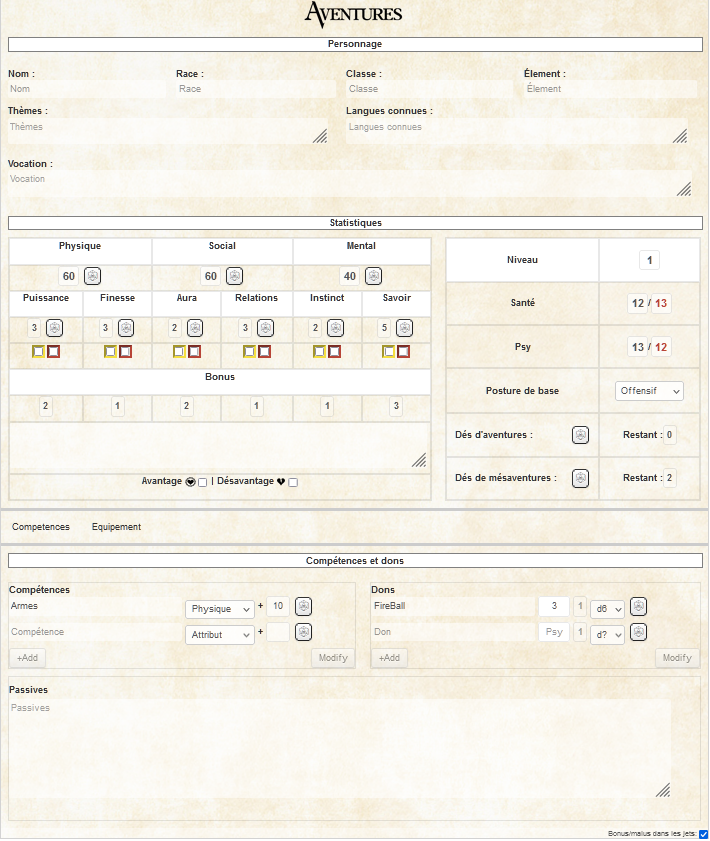 AVENTURES
Personnage
Nom : Race : Classe : Élement :
Nom Race Classe Élement
Thèmes : Langues connues :
Thèmes Langues connues
Vocation :
Vocation
Statistiques
Physique Social Mental
60 60 40
Puissance Finesse Aura Relations Instinct Savoir
3 3 2 3 2 5
Bonus
2 1 2 1 1 3
Avantage | Désavantage
Niveau 1
Santé 12 / 13
Psy 13 / 12
Posture de base Offensif
Dés d'aventures : Restant : 0
Dés de mésaventures : Restant : 2
Competences Equipement
Compétences et dons
Compétences
Armes Physique + 10
Compétence Attribut +
+Add Modify
Dons
FireBall 3 1 d6
Don Psy 1 d?
+Add Modify
Passives
Passives
Bonus/malus dans les jets: